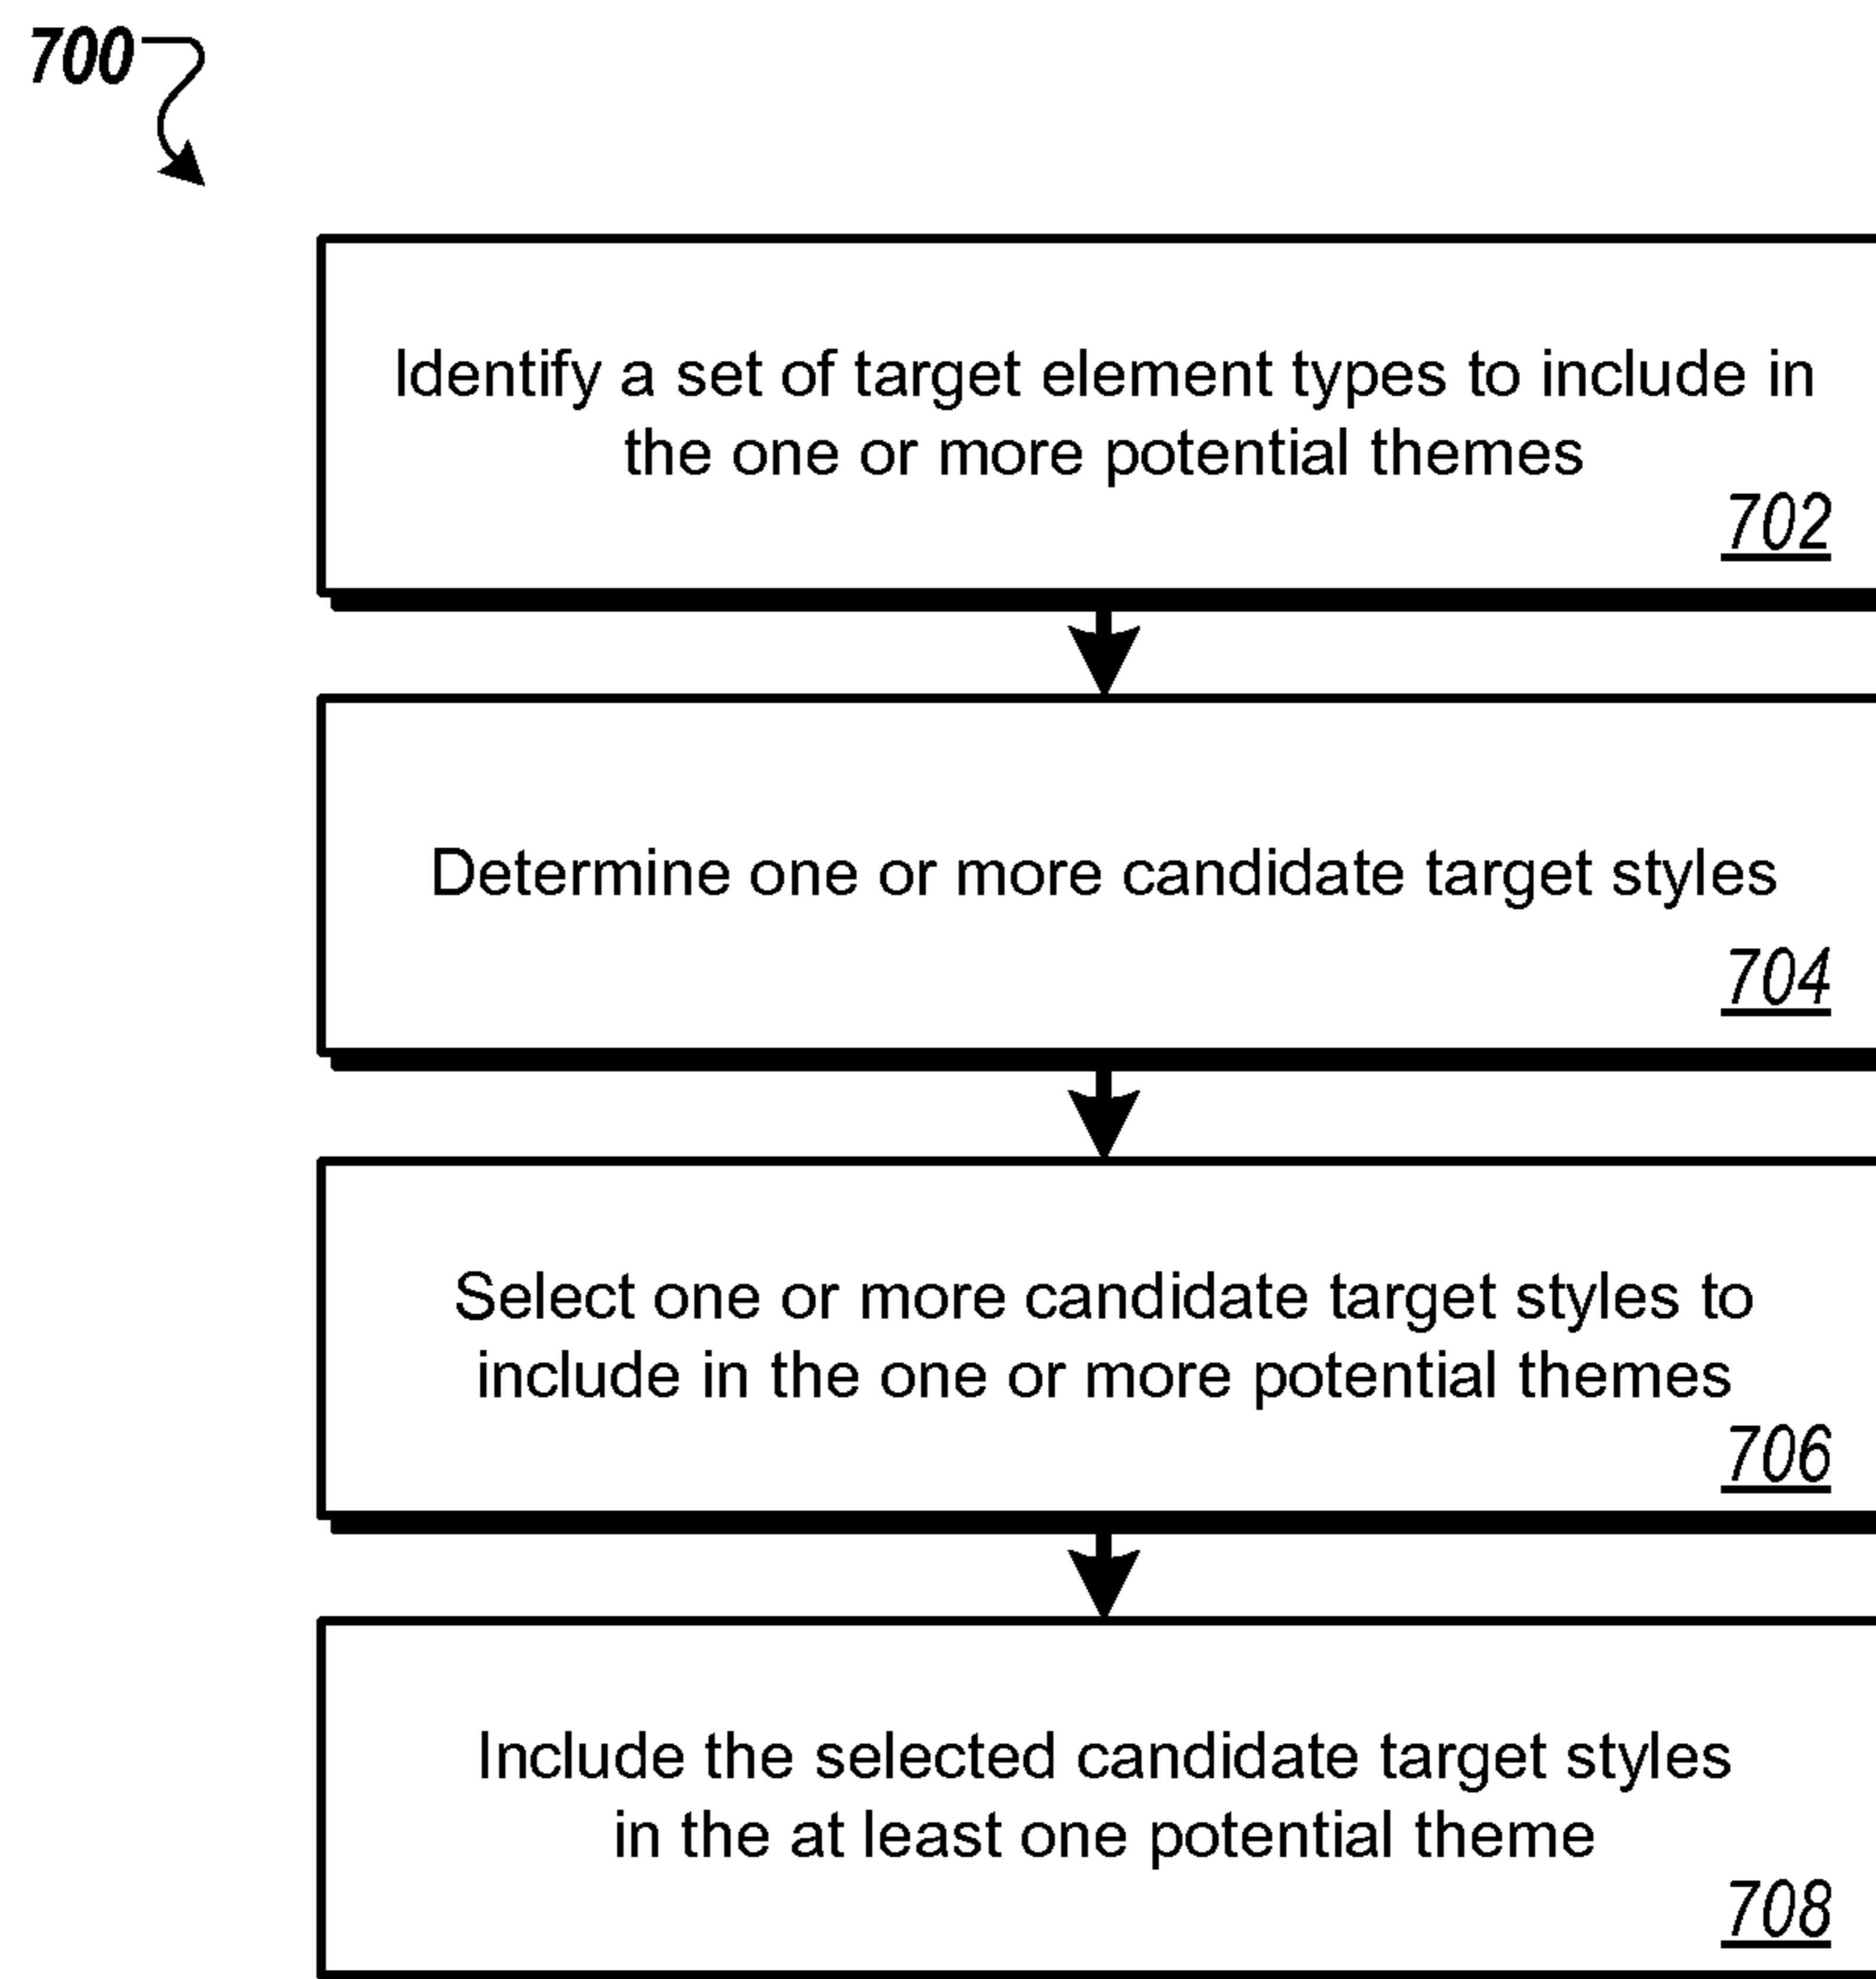 700
Identify a set of target element types to include in
the one or more potential themes
702
Determine one or more candidate target styles
704
Select one or more candidate target styles to
include in the one or more potential themes
706
Include the selected candidate target styles
in the at least one potential theme
708